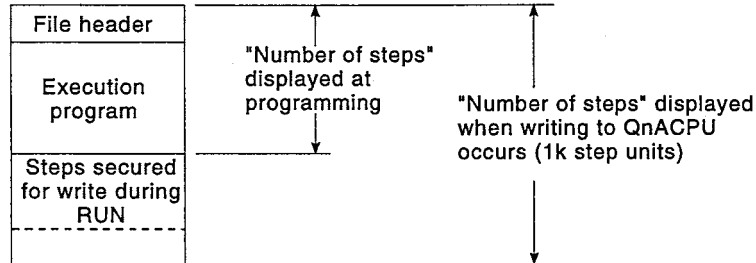 File header
Execution
program
Steps secured
for write during
RUN
"Number of steps"
displayed at
programming
"Number of steps" displayed
when writing to QnACPU
occurs (1k step units)